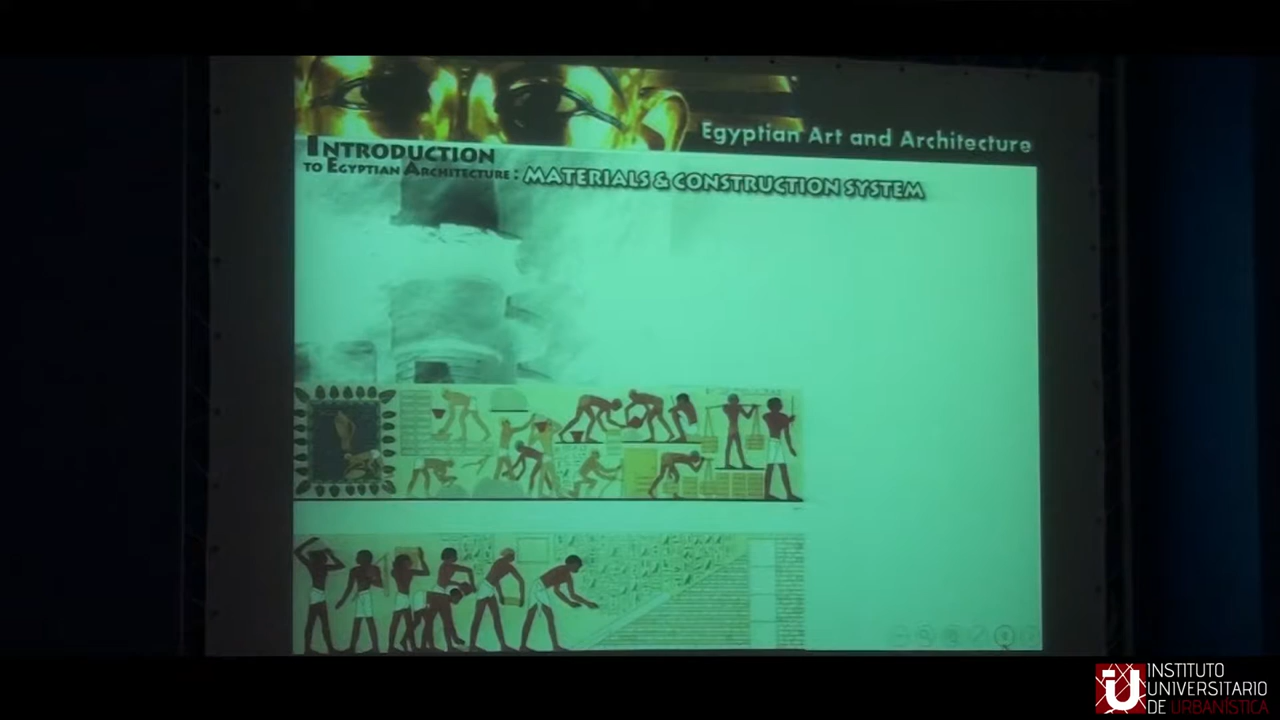 Egyptian Art and Architecture
INTRODUCTION
TO EGYPTIAN ARCHITECTURE : MATERIALS & CONSTRUCTION SYSTEM
INSTITUTO
UNIVERSITARIO
DE URBANÍSTICA